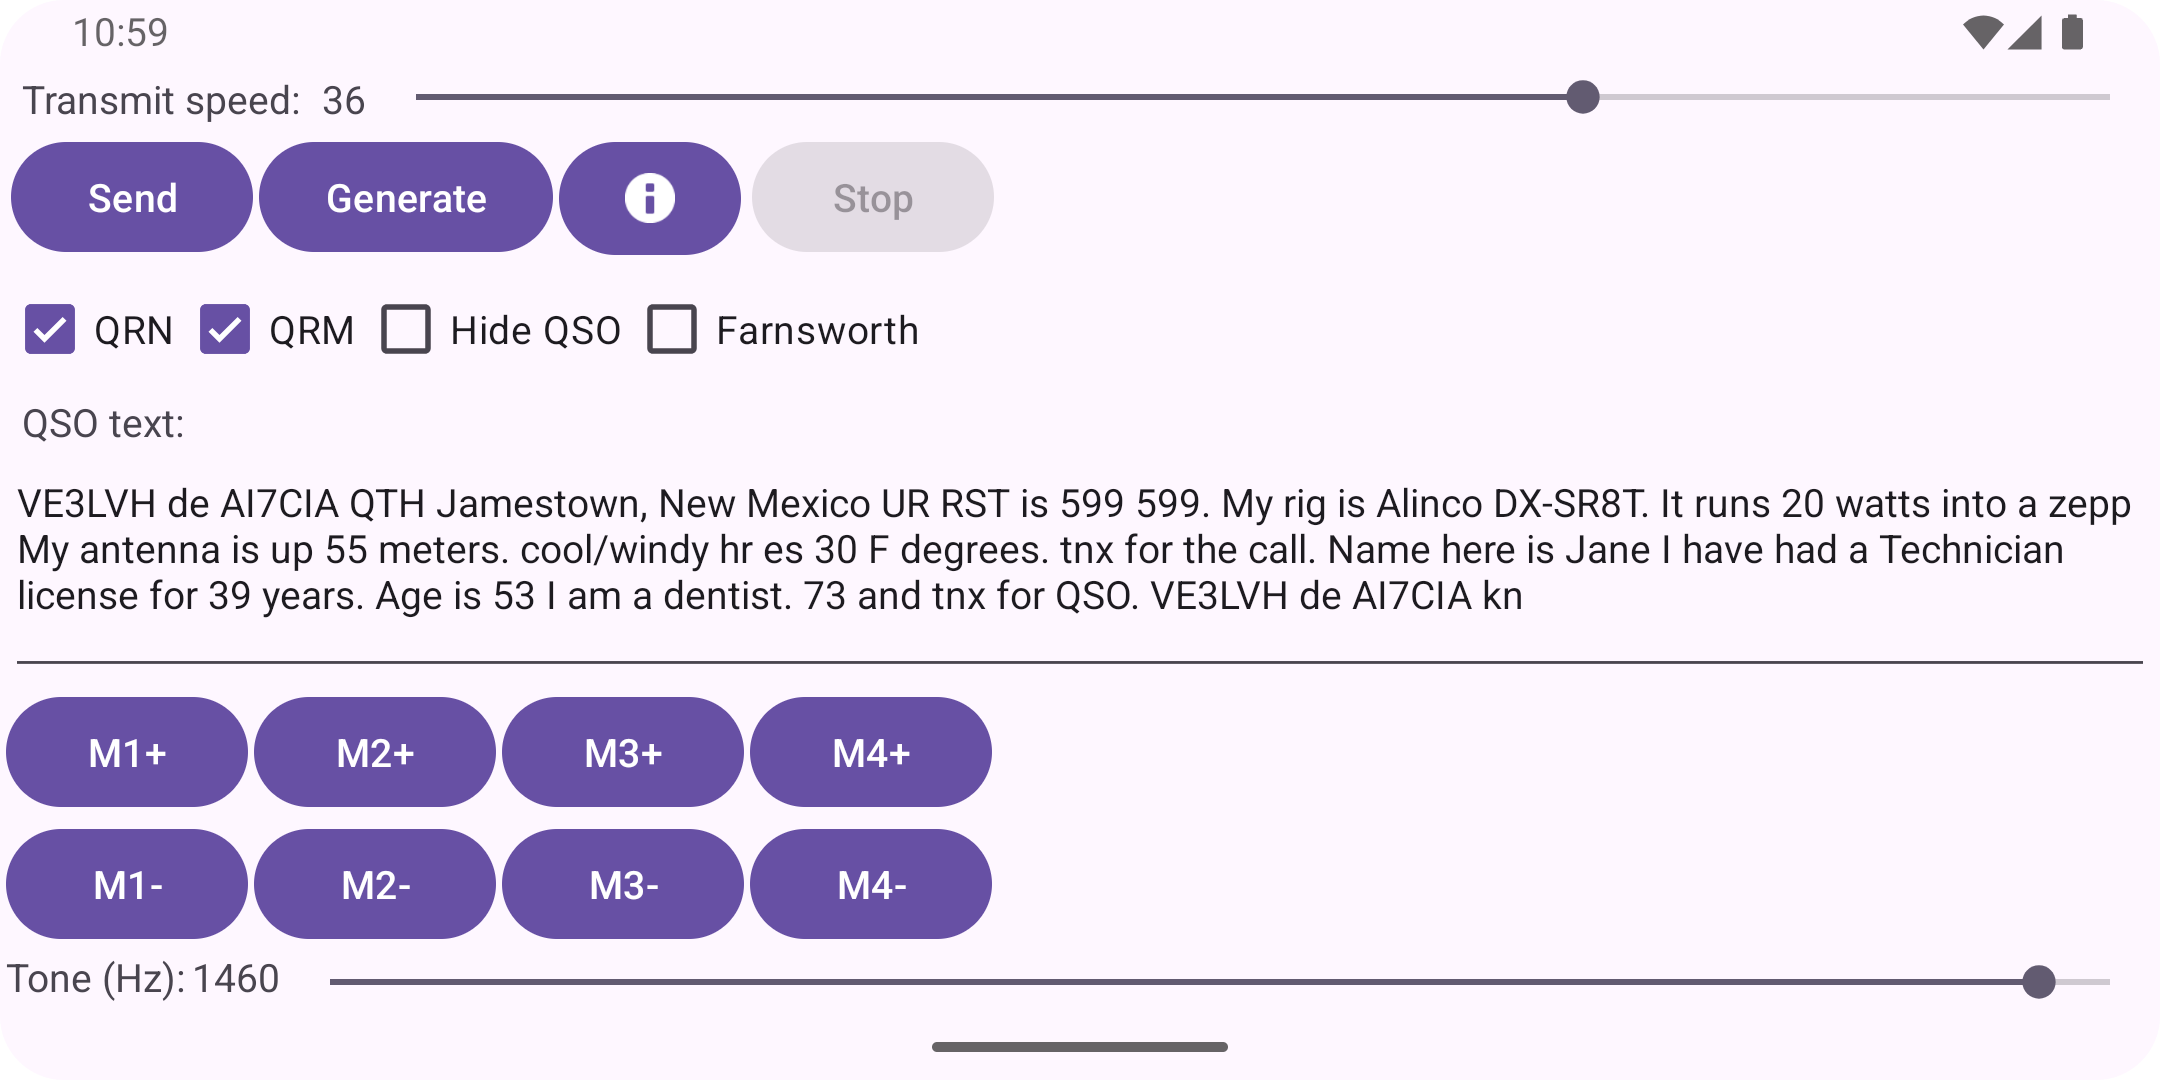 10:59
Transmit speed: 36
Send Generate Stop
QRN QRM Hide QSO Farnsworth
QSO text:
VE3LVH de AI7CIA QTH Jamestown, New Mexico UR RST is 599 599. My rig is Alinco DX-SR8T. It runs 20 watts into a zepp
My antenna is up 55 meters. cool/windy hr es 30 F degrees. tnx for the call. Name here is Jane I have had a Technician
license for 39 years. Age is 53 I am a dentist. 73 and tnx for QSO. VE3LVH de AI7CIA kn
M1+ M2+ M3+ M4+
M1- M2- M3- M4-
Tone (Hz): 1460